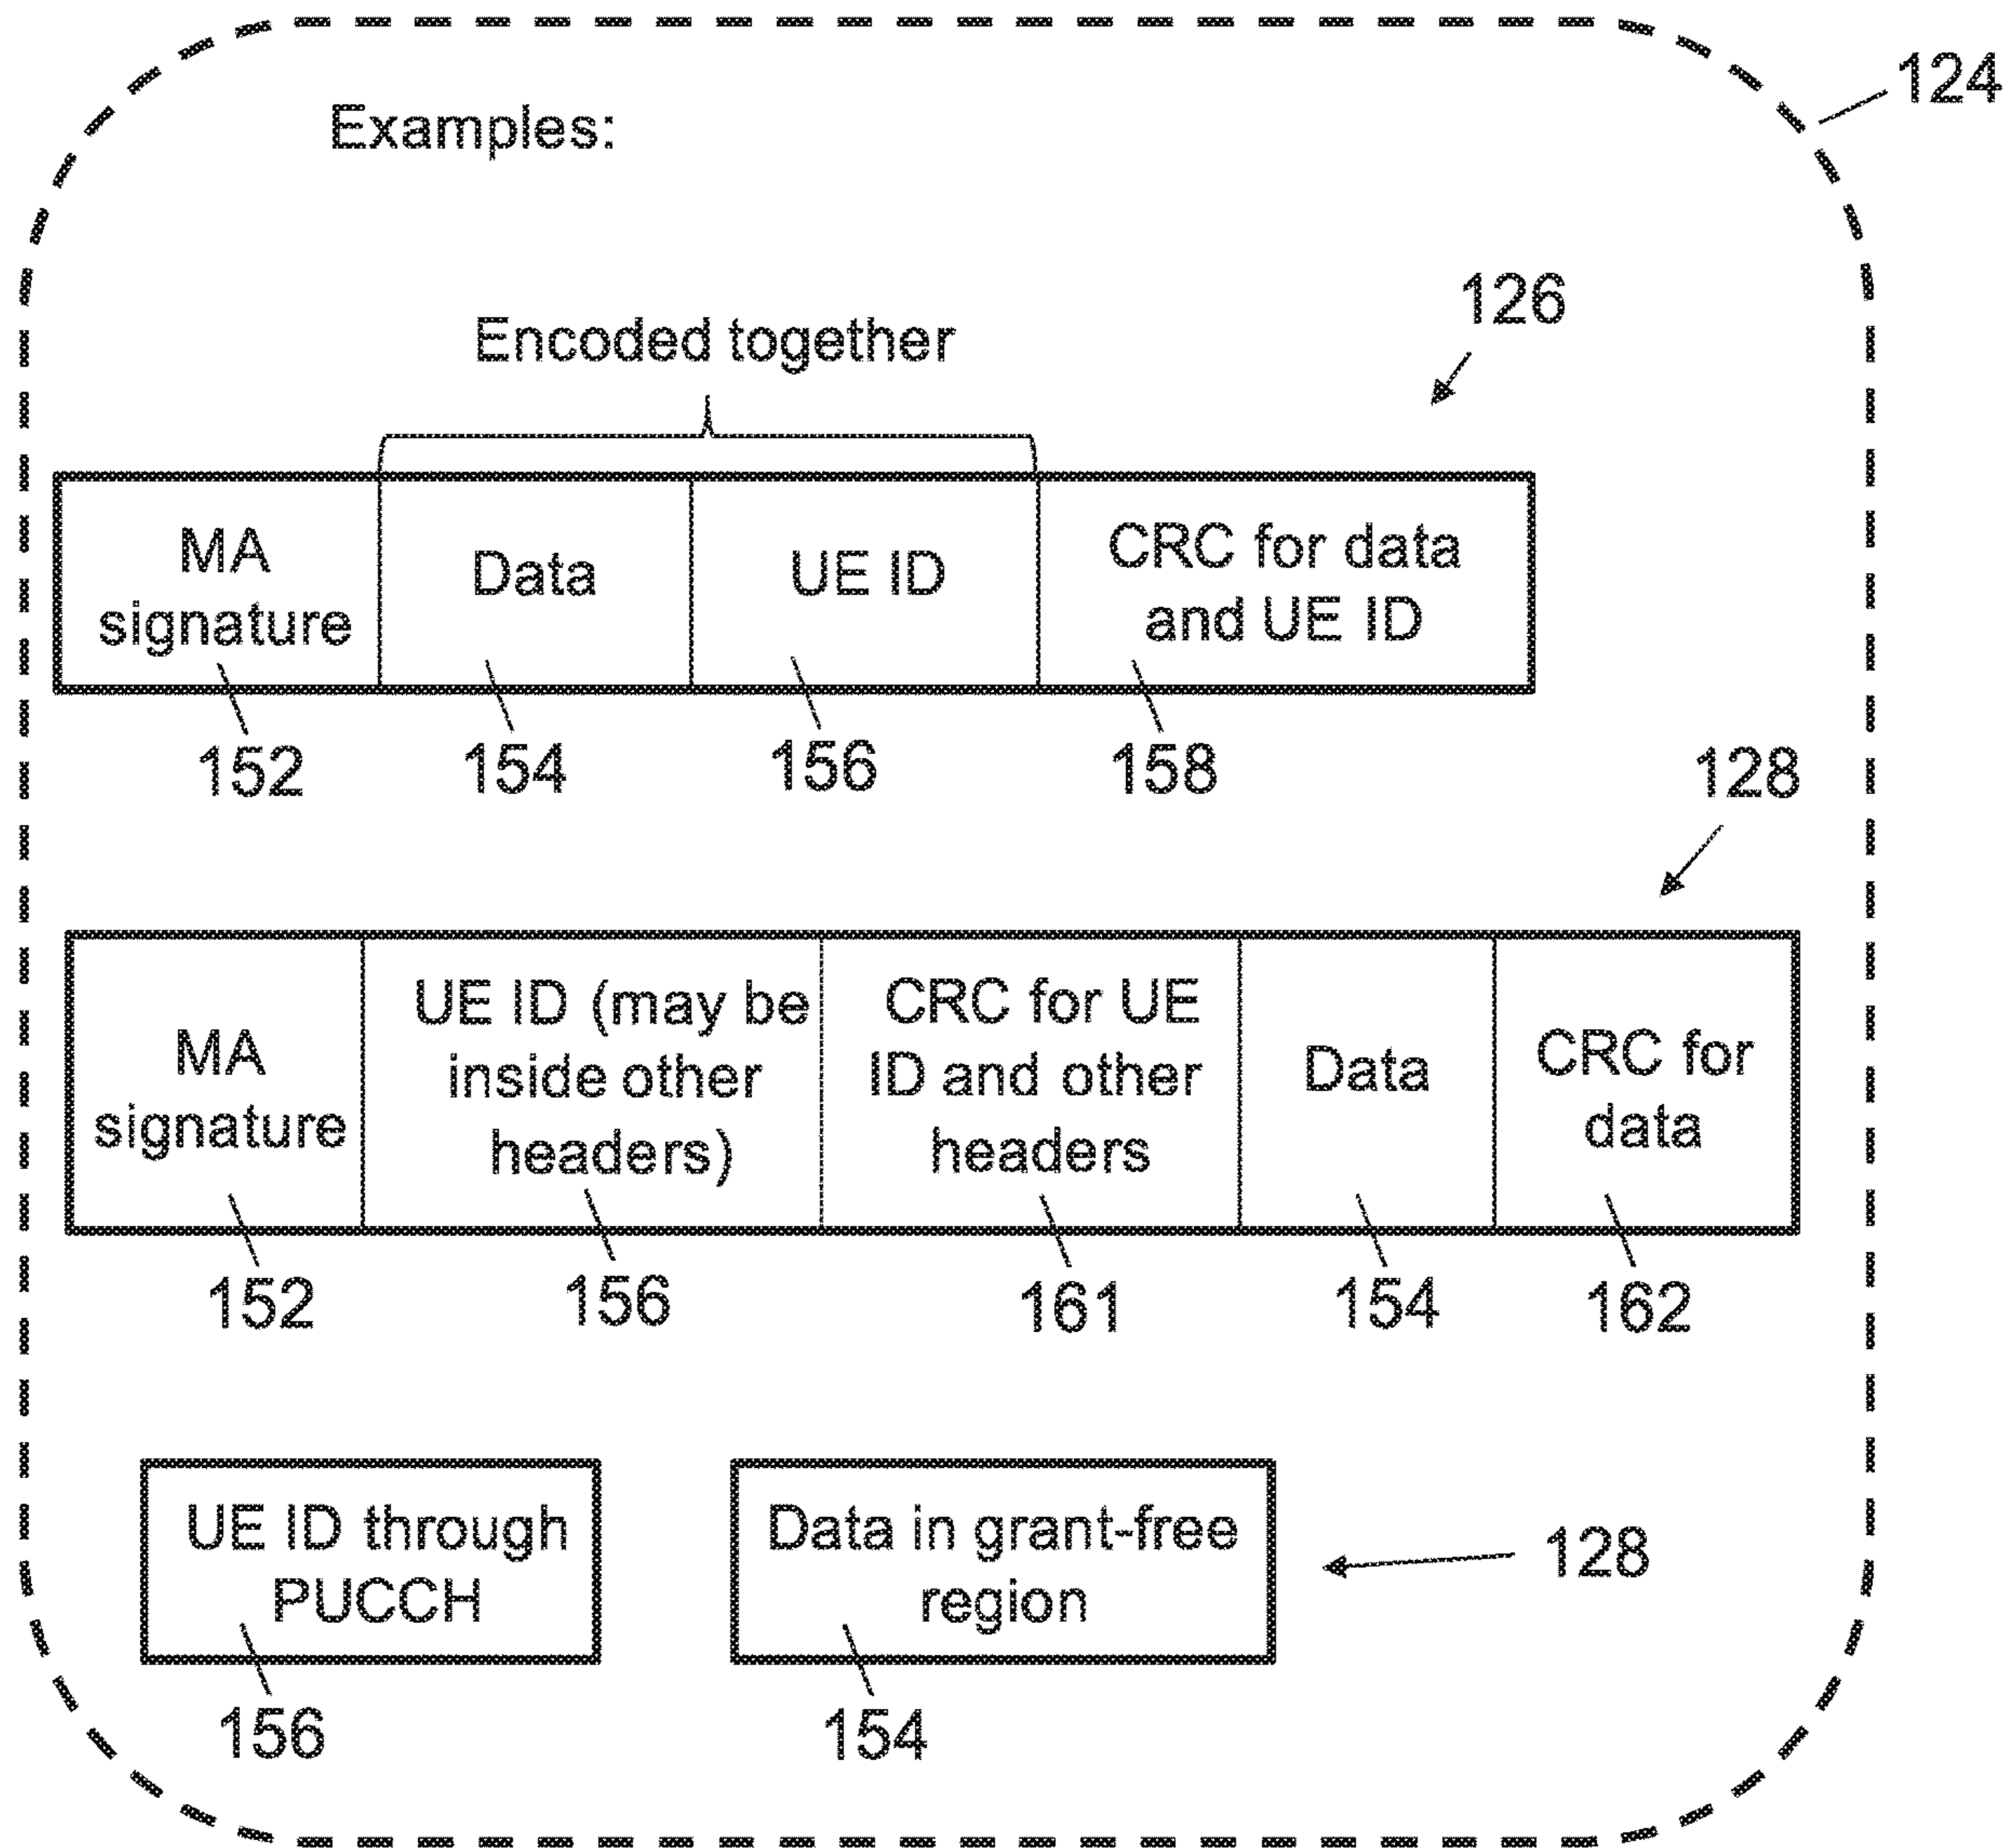 124
Examples:
126
Encoded together
MA
signature
Data
UE ID
CRC for data
and UE ID
152
154
156
158
128
MA
signature
UE ID (may be
inside other
headers)
CRC for UE
ID and other
headers
Data
CRC for
data
152
156
161
154
162
UE ID through
PUCCH
Data in grant-free
region
128
156
154